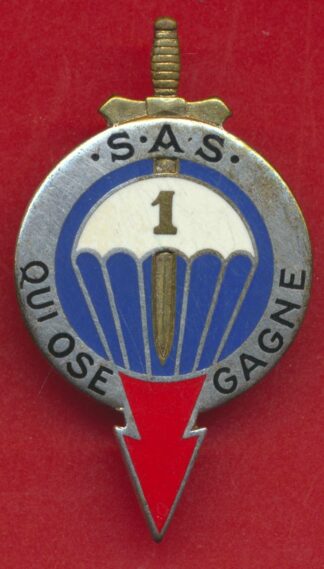 ·S·A·S·
1
QUI OSE GAGNE